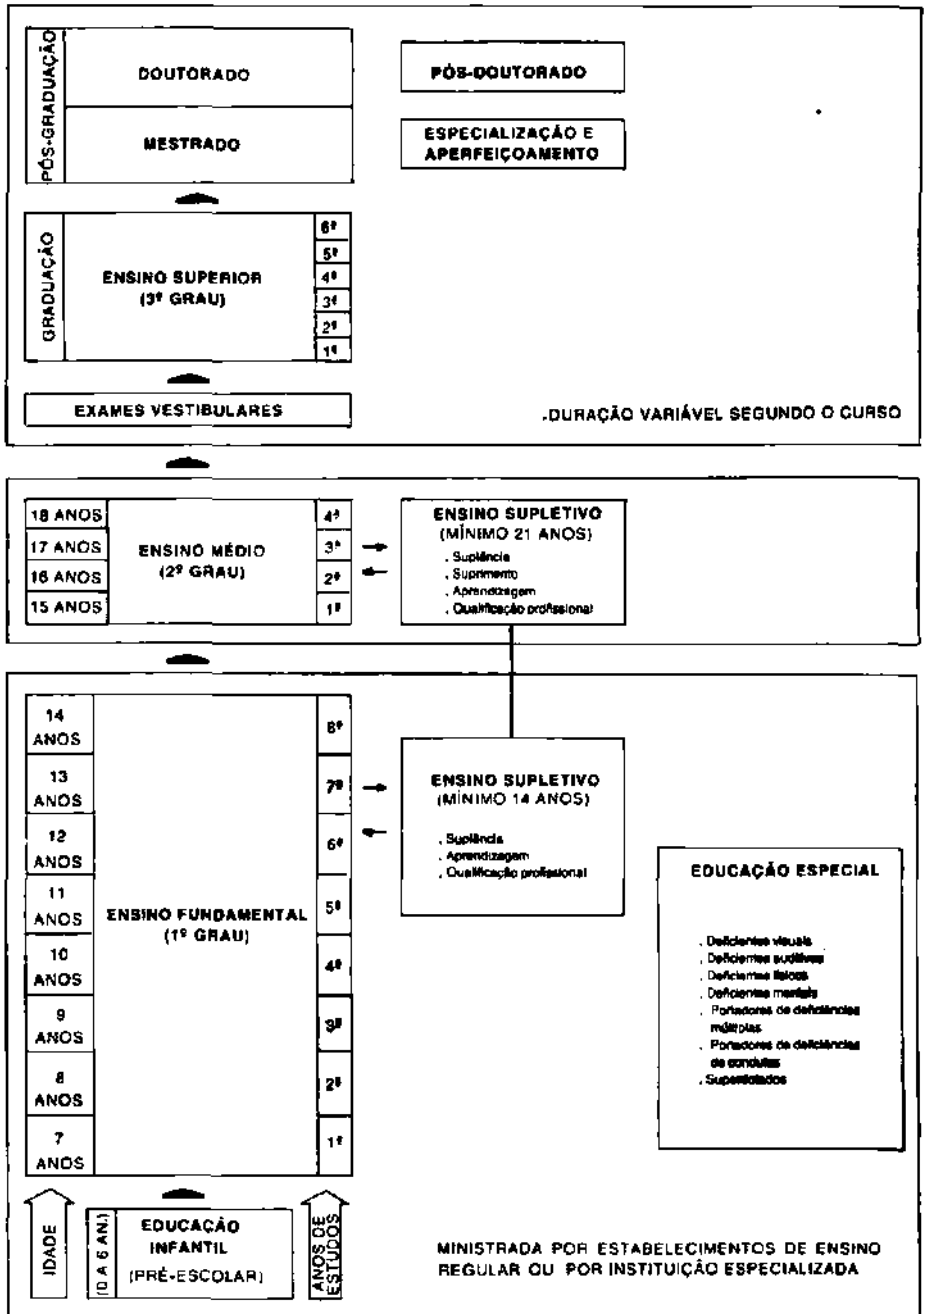 PÓS-GRADUAÇÃO
DOUTORADO
MESTRADO
PÓS-DOUTORADO
ESPECIALIZAÇÃO E
APERFEIÇOAMENTO
GRADUAÇÃO
ENSINO SUPERIOR
(3º GRAU)
6º
5º
4º
3º
2º
1º
EXAMES VESTIBULARES
.DURAÇÃO VARIÁVEL SEGUNDO O CURSO
18 ANOS
17 ANOS
16 ANOS
15 ANOS
ENSINO MÉDIO
(2º GRAU)
4ª
3ª
2ª
1ª
ENSINO SUPLETIVO
(MÍNIMO 21 ANOS)
. Suplência
. Suprimento
. Aprendizagem
. Qualificação profissional
14
ANOS
13
ANOS
12
ANOS
11
ANOS
10
ANOS
9
ANOS
8
ANOS
7
ANOS
ENSINO FUNDAMENTAL
(1º GRAU)
8ª
7ª
6ª
5ª
4ª
3ª
2ª
1ª
ENSINO SUPLETIVO
(MÍNIMO 14 ANOS)
. Suplência
. Aprendizagem
. Qualificação profissional
EDUCAÇÃO ESPECIAL
. Deficientes visuais
. Deficientes auditivos
. Deficientes físicos
. Deficientes mentais
. Portadores de deficiências
múltiplas
. Portadores de deficiências
de condutas
. Superdotados
IDADE
(0 A 6 AN.)
EDUCAÇÃO
INFANTIL
(PRÉ-ESCOLAR)
ANOS DE
ESTUDOS
MINISTRADA POR ESTABELECIMENTOS DE ENSINO
REGULAR OU POR INSTITUIÇÃO ESPECIALIZADA